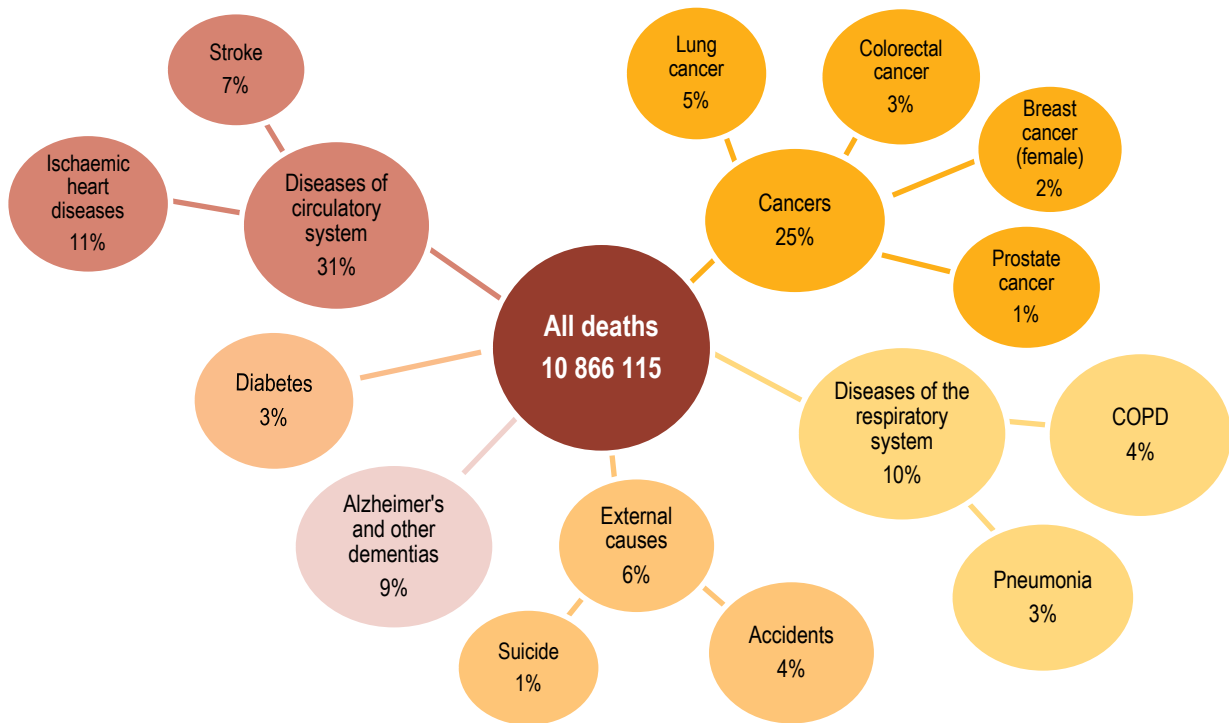 Stroke
7%
Ischaemic
heart
diseases
11%
Diseases of
circulatory
system
31%
Lung
cancer
5%
Colorectal
cancer
3%
Breast
cancer
(female)
2%
Cancers
25%
Prostate
cancer
1%
All deaths
10 866 115
Diabetes
3%
Alzheimer's
and other
dementias
9%
External
causes
6%
Suicide
1%
Accidents
4%
Diseases of the
respiratory
system
10%
COPD
4%
Pneumonia
3%